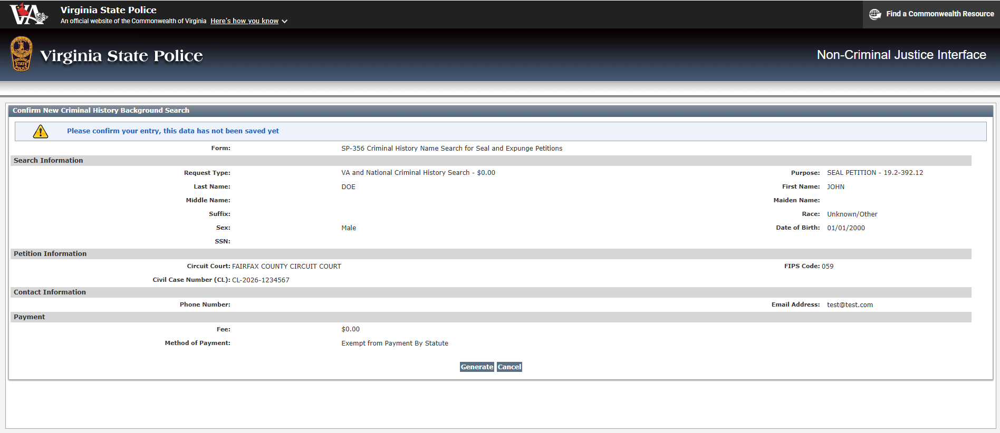 VA
Virginia State Police
An official website of the Commonwealth of Virginia Here's how you know
Find a Commonwealth Resource
VIRGINIA
STATE
POLICE
Virginia State Police
Non-Criminal Justice Interface
Confirm New Criminal History Background Search
Please confirm your entry, this data has not been saved yet
Form: SP-356 Criminal History Name Search for Seal and Expunge Petitions
Search Information
Request Type: VA and National Criminal History Search - $0.00 Purpose: SEAL PETITION - 19.2-392.12
Last Name: DOE First Name: JOHN
Middle Name: Maiden Name:
Suffix: Race: Unknown/Other
Sex: Male Date of Birth: 01/01/2000
SSN:
Petition Information
Circuit Court: FAIRFAX COUNTY CIRCUIT COURT FIPS Code: 059
Civil Case Number (CL): CL-2026-1234567
Contact Information
Phone Number: Email Address: test@test.com
Payment
Fee: $0.00
Method of Payment: Exempt from Payment By Statute
Generate Cancel